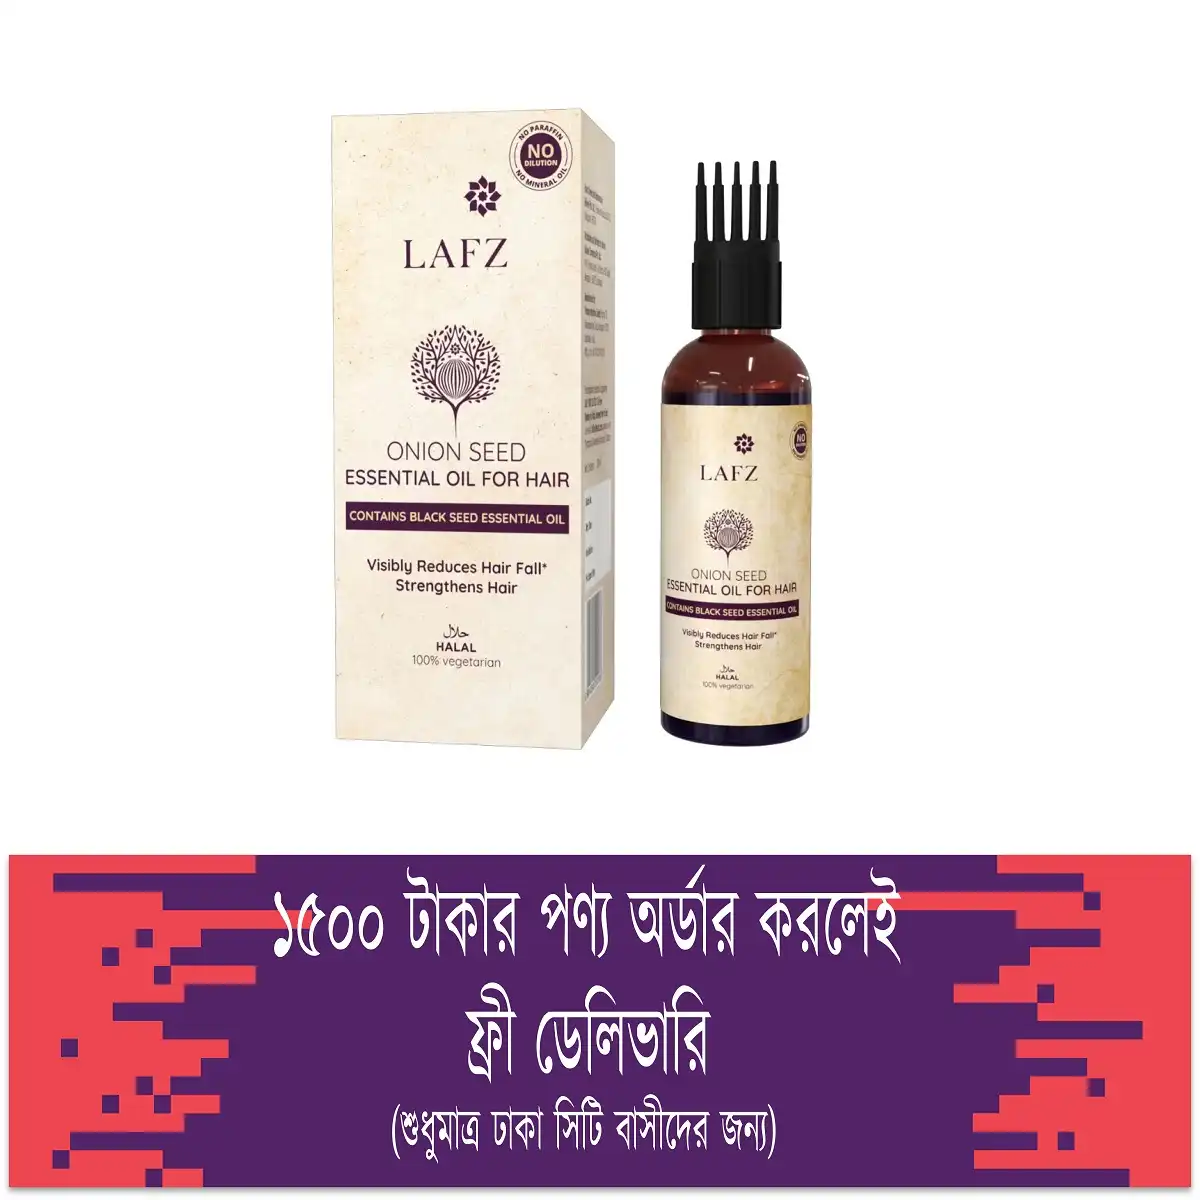 NO PARAFFIN
NO
DILUTION
NO MINERAL OIL
LAFZ
ONION SEED
ESSENTIAL OIL FOR HAIR
CONTAINS BLACK SEED ESSENTIAL OIL
Visibly Reduces Hair Fall*
Strengthens Hair
حلال
HALAL
100% vegetarian
NO
DILUTION
LAFZ
ONION SEED
ESSENTIAL OIL FOR HAIR
CONTAINS BLACK SEED ESSENTIAL OIL
Visibly Reduces Hair Fall*
Strengthens Hair
حلال
HALAL
100% vegetarian
১৫০০ টাকার পণ্য অর্ডার করলেই
ফ্রী ডেলিভারি
(শুধুমাত্র ঢাকা সিটি বাসীদের জন্য)